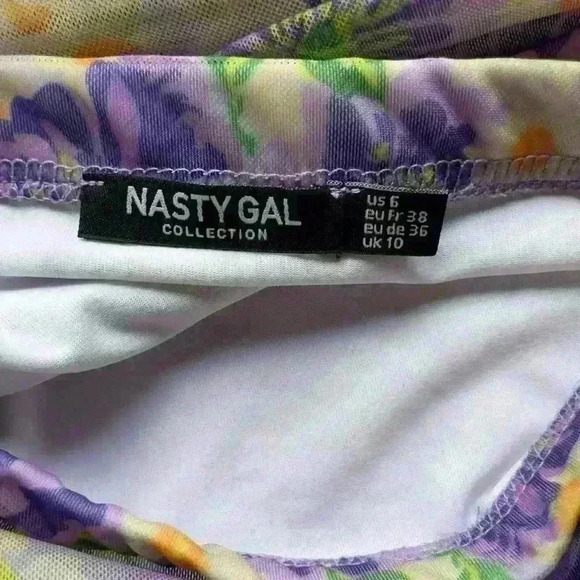 NASTY GAL
COLLECTION
US 6
eu Fr 38
eu de 36
uk 10